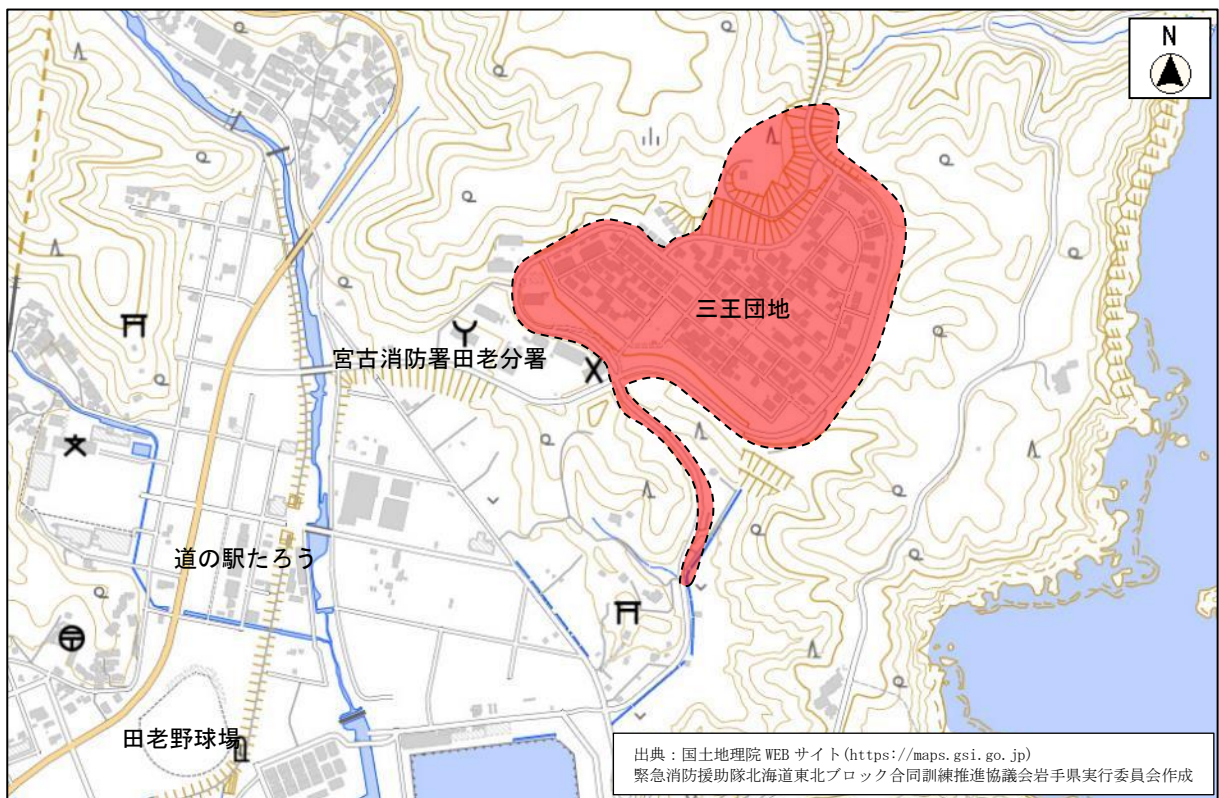 N
三王団地
宮古消防署田老分署
道の駅たろう
田老野球場
出典：国土地理院 WEB サイト(https://maps.gsi.go.jp)
緊急消防援助隊北海道東北ブロック合同訓練推進協議会岩手県実行委員会作成